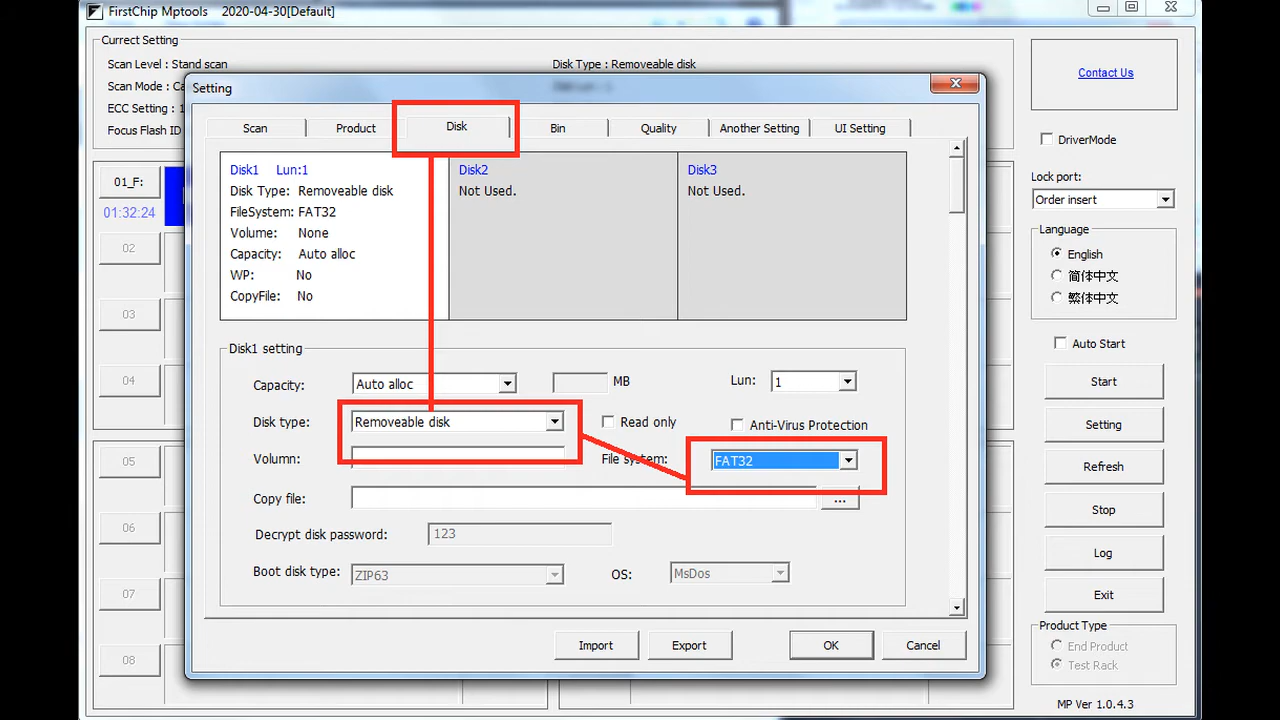 FirstChip Mptools 2020-04-30[Default]
Currect Setting
Scan Level : Stand scan
Disk Type : Removeable disk
Scan Mode : Ca
ECC Setting : 1
Focus Flash ID
Contact Us
DriverMode
Lock port:
Order insert
Language
English
简体中文
繁体中文
Auto Start
Start
Setting
Refresh
Stop
Log
Exit
Product Type
End Product
Test Rack
MP Ver 1.0.4.3
01_F:
01:32:24
02
03
04
05
06
07
08
Setting
Scan Product Disk Bin Quality Another Setting UI Setting
Disk1 Lun:1
Disk Type: Removeable disk
FileSystem: FAT32
Volume: None
Capacity: Auto alloc
WP: No
CopyFile: No
Disk2
Not Used.
Disk3
Not Used.
Disk1 setting
Capacity: Auto alloc MB Lun: 1
Disk type: Removeable disk Read only Anti-Virus Protection
Volumn: File system: FAT32
Copy file: ...
Decrypt disk password: 123
Boot disk type: ZIP63 OS: MsDos
Import Export OK Cancel